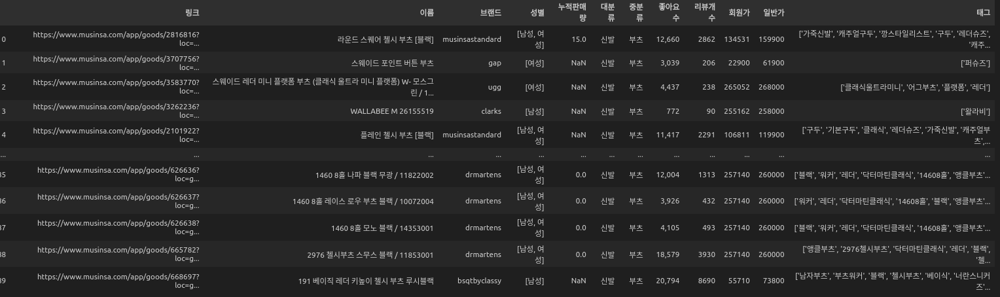 링크 이름 브랜드 성별 누적판매량 대분류 중분류 좋아요수 리뷰개수 회원가 일반가 태그
0 https://www.musinsa.com/app/goods/2816816?loc=... 라운드 스퀘어 첼시 부츠 [블랙] musinsastandard [남성, 여성] 15.0 신발 부츠 12,660 2862 134531 159900 ['가죽신발', '캐주얼구두', '깡스타일리스트', '구두', '레더슈즈', '캐주...
1 https://www.musinsa.com/app/goods/3707756?loc=... 스웨이드 포인트 버튼 부츠 gap [여성] NaN 신발 부츠 3,039 206 22900 61900 ['퍼슈즈']
2 https://www.musinsa.com/app/goods/3583770?loc=... 스웨이드 레더 미니 플랫폼 부츠 (클래식 울트라 미니 플랫폼) W- 모스그린 / 1... ugg [여성] NaN 신발 부츠 4,437 238 265052 268000 ['클래식울트라미니', '어그부츠', '플랫폼', '레더']
3 https://www.musinsa.com/app/goods/3262236?loc=... WALLABEE M 26155519 clarks [남성] NaN 신발 부츠 772 90 255162 258000 ['왈라비']
4 https://www.musinsa.com/app/goods/2101922?loc=... 플레인 첼시 부츠 [블랙] musinsastandard [남성, 여성] NaN 신발 부츠 11,417 2291 106811 119900 ['구두', '기본구두', '클래식', '레더슈즈', '가죽신발', '캐주얼부츠',...
... ... ... ... ... ... ... ... ... ... ... ... ...
85 https://www.musinsa.com/app/goods/626636?loc=g... 1460 8홀 나파 블랙 무광 / 11822002 drmartens [남성, 여성] 0.0 신발 부츠 12,004 1313 257140 260000 ['블랙', '워커', '레더', '닥터마틴클래식', '14608홀', '앵클부츠'...
86 https://www.musinsa.com/app/goods/626637?loc=g... 1460 8홀 레이스 로우 부츠 블랙 / 10072004 drmartens [남성, 여성] 0.0 신발 부츠 3,926 432 257140 260000 ['워커', '레더', '닥터마틴클래식', '14608홀', '블랙', '앵클부츠'...
87 https://www.musinsa.com/app/goods/626638?loc=g... 1460 8홀 모노 블랙 / 14353001 drmartens [남성, 여성] 0.0 신발 부츠 4,105 493 257140 260000 ['블랙', '워커', '레더', '닥터마틴클래식', '14608홀', '앵클부츠'...
88 https://www.musinsa.com/app/goods/665782?loc=g... 2976 첼시부츠 스무스 블랙 / 11853001 drmartens [남성, 여성] 0.0 신발 부츠 18,579 3930 257140 260000 ['앵클부츠', '2976첼시부츠', '닥터마틴클래식', '레더', '블랙', '첼...
89 https://www.musinsa.com/app/goods/668697?loc=g... 191 베이직 레더 키높이 첼시 부츠 루시블랙 bsqtbyclassy [남성] NaN 신발 부츠 20,794 8690 55710 73800 ['남자부츠', '부츠워커', '블랙', '첼시부츠', '베이식', '너란스니커즈'...